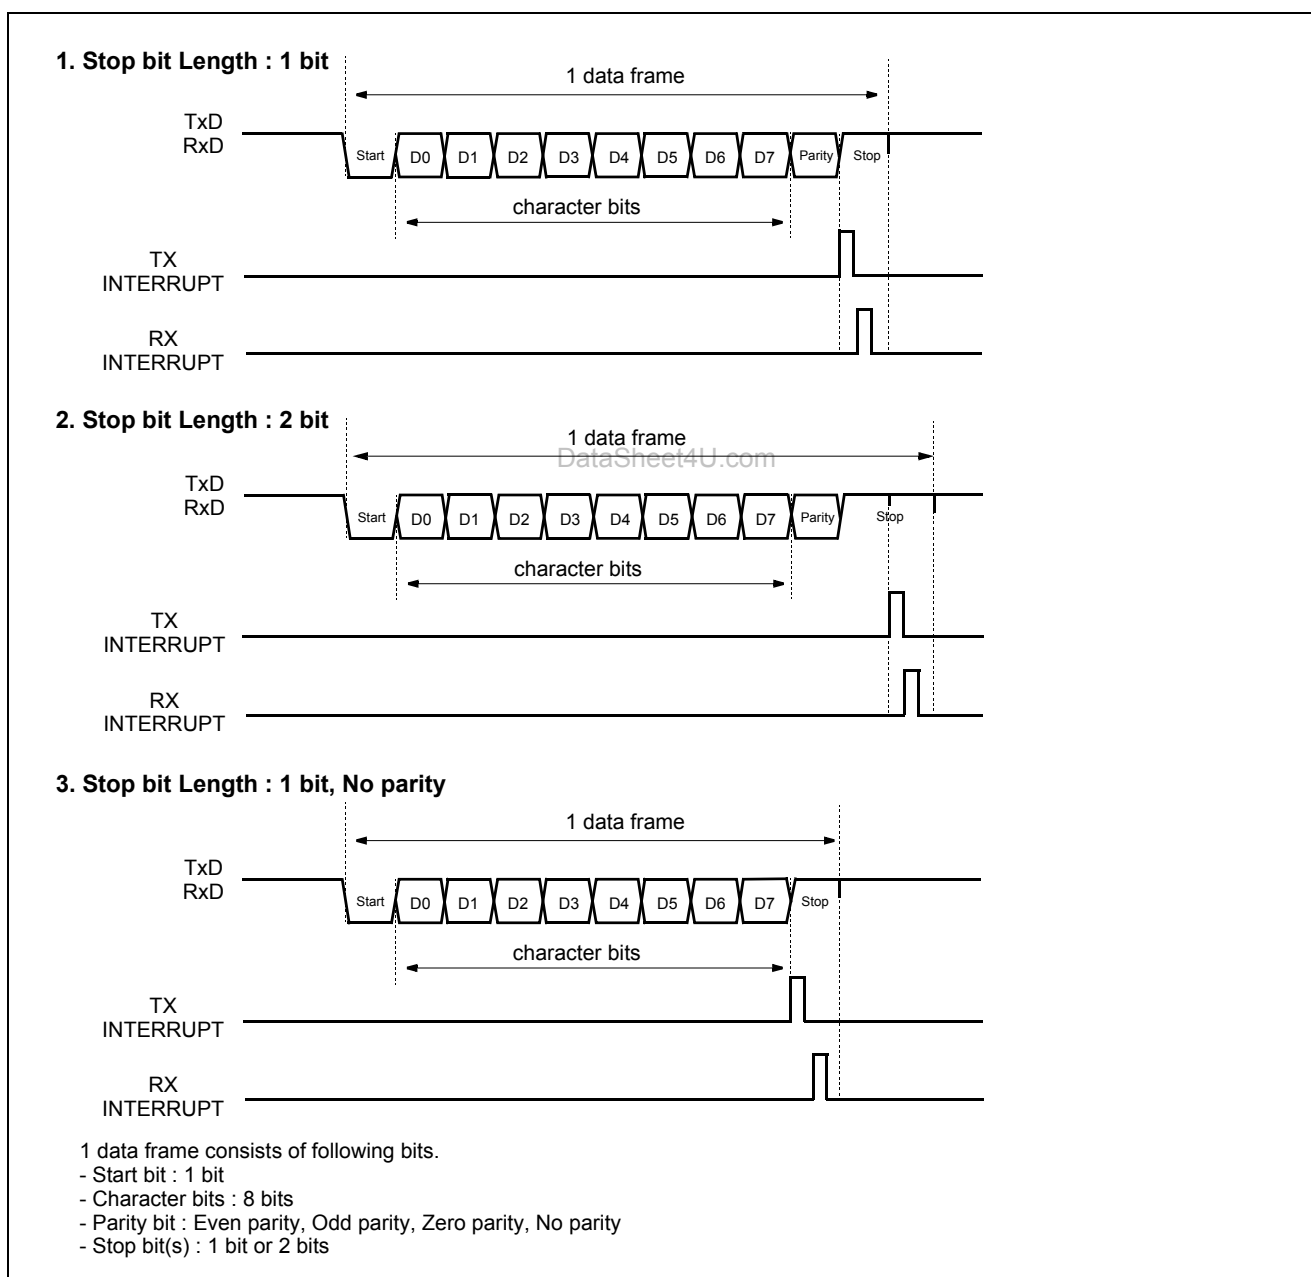 1. Stop bit Length : 1 bit
1 data frame
TxD
RxD
Start D0 D1 D2 D3 D4 D5 D6 D7 Parity Stop
character bits
TX
INTERRUPT
RX
INTERRUPT
2. Stop bit Length : 2 bit
1 data frame
DataSheet4U.com
TxD
RxD
Start D0 D1 D2 D3 D4 D5 D6 D7 Parity Stop
character bits
TX
INTERRUPT
RX
INTERRUPT
3. Stop bit Length : 1 bit, No parity
1 data frame
TxD
RxD
Start D0 D1 D2 D3 D4 D5 D6 D7 Stop
character bits
TX
INTERRUPT
RX
INTERRUPT
1 data frame consists of following bits.
- Start bit : 1 bit
- Character bits : 8 bits
- Parity bit : Even parity, Odd parity, Zero parity, No parity
- Stop bit(s) : 1 bit or 2 bits